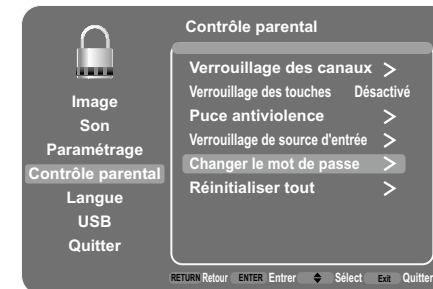 Contrôle parental
Image
Son
Paramétrage
Contrôle parental
Langue
USB
Quitter
Verrouillage des canaux >
Verrouillage des touches Désactivé
Puce antiviolence >
Verrouillage de source d'entrée >
Changer le mot de passe >
Réinitialiser tout >
RETURN Retour ENTER Entrer Sélect Exit Quitter